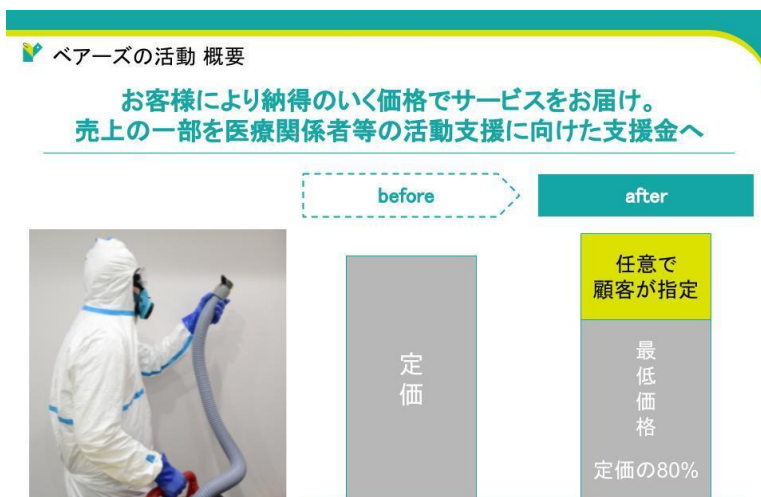 ベアーズの活動 概要
お客様により納得のいく価格でサービスをお届け。
売上の一部を医療関係者等の活動支援に向けた支援金へ
before
after
定
価
任意で
顧客が指定
最
低
価
格
定価の80%